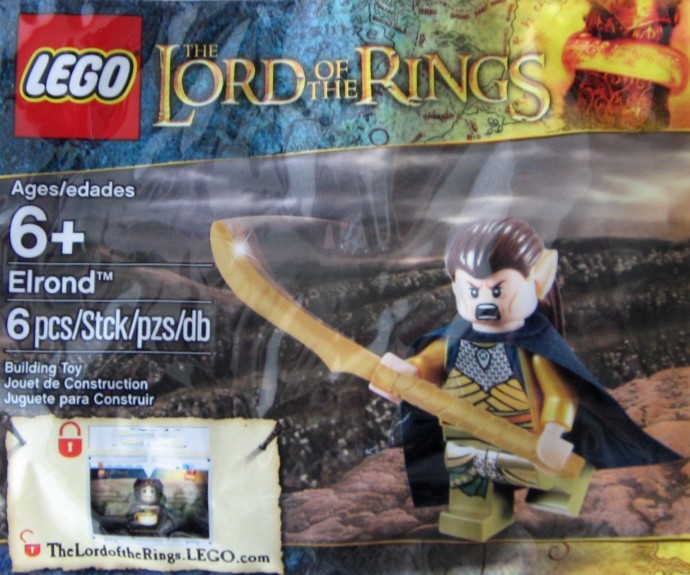 LEGO
THE LORD OF THE RINGS
Ages/edades
6+
Elrond™
6 pcs/Stck/pzs/db
Building Toy
Jouet de Construction
Juguete para Construir
TheLordoftheRings.LEGO.com